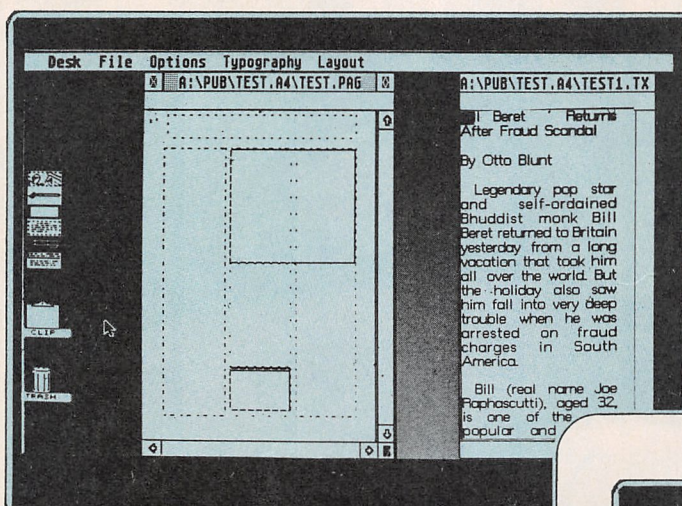 Desk File Options Typography Layout
A:\PUB\TEST.A4\TEST.PAG
A:\PUB\TEST.A4\TEST1.TX
Beret Returns
After Fraud Scandal
By Otto Blunt
Legendary pop star
and self-ordained
Bhuddist monk Bill
Beret returned to Britain
yesterday from a long
vacation that took him
all over the world. But
the holiday also saw
him fall into very deep
trouble when he was
arrested on fraud
charges in South
America.
Bill (real name Joe
Raphascutti), aged 32,
is one of the
popular and
CLIP
TRASH